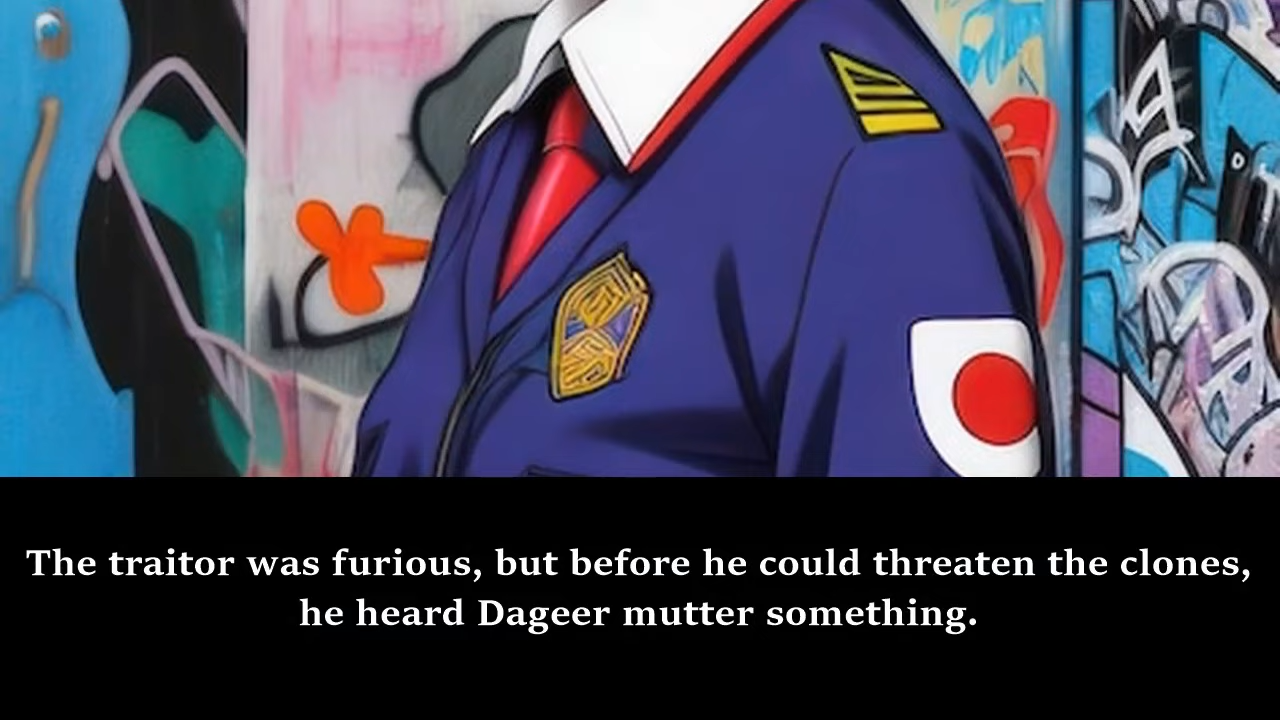 The traitor was furious, but before he could threaten the clones,
he heard Dageer mutter something.